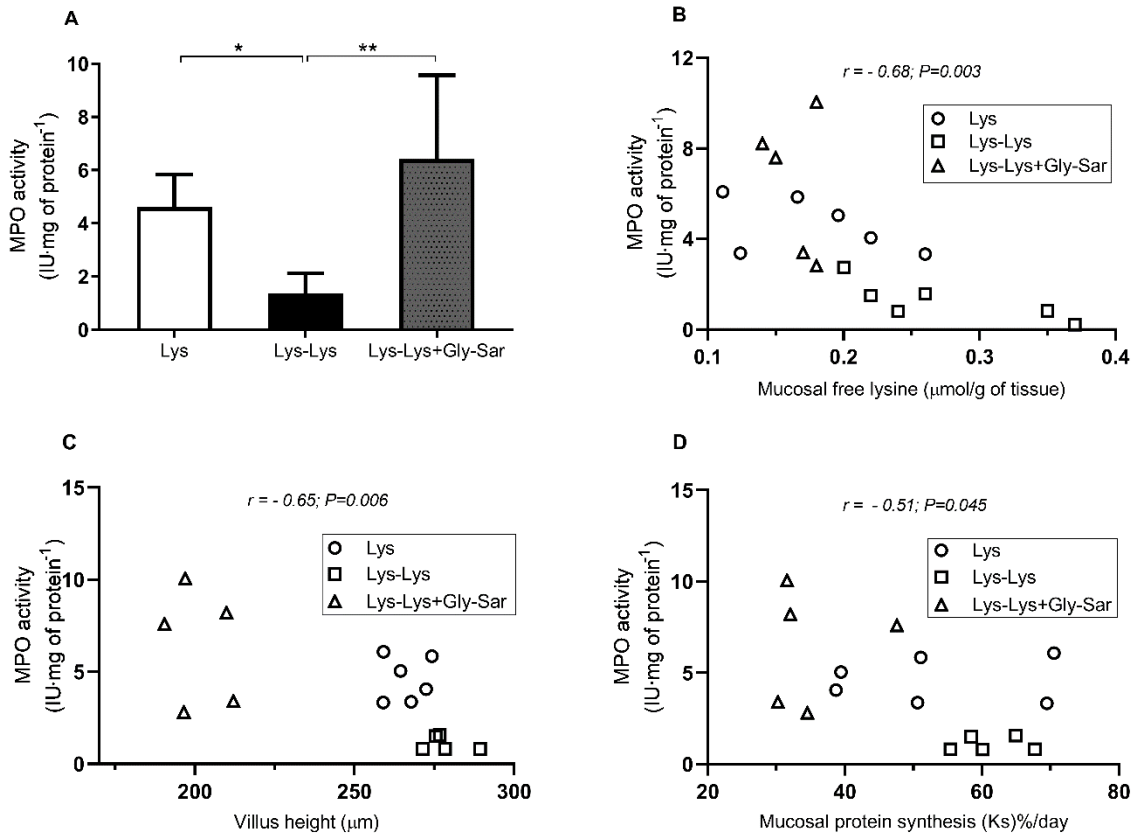 A
* **
MPO activity
(IU·mg of protein⁻¹)
10
8
6
4
2
0
Lys Lys-Lys Lys-Lys+Gly-Sar
B
r = - 0.68; P=0.003
MPO activity
(IU·mg of protein⁻¹)
12
8
4
0
Lys
Lys-Lys
Lys-Lys+Gly-Sar
0.1 0.2 0.3 0.4
Mucosal free lysine (μmol/g of tissue)
C
r = - 0.65; P=0.006
MPO activity
(IU·mg of protein⁻¹)
15
10
5
0
Lys
Lys-Lys
Lys-Lys+Gly-Sar
200 250 300
Villus height (μm)
D
r = - 0.51; P=0.045
MPO activity
(IU·mg of protein⁻¹)
15
10
5
0
Lys
Lys-Lys
Lys-Lys+Gly-Sar
20 40 60 80
Mucosal protein synthesis (Ks)%/day